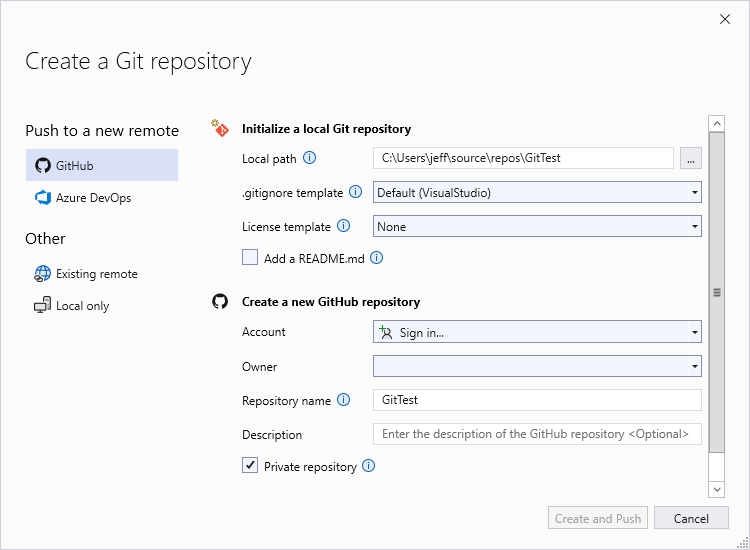 Create a Git repository
Push to a new remote
GitHub
Azure DevOps
Other
Existing remote
Local only
Initialize a local Git repository
Local path C:\Users\jeff\source\repos\GitTest ...
.gitignore template Default (VisualStudio)
License template None
Add a README.md
Create a new GitHub repository
Account Sign in...
Owner
Repository name GitTest
Description Enter the description of the GitHub repository <Optional>
Private repository
Create and Push Cancel